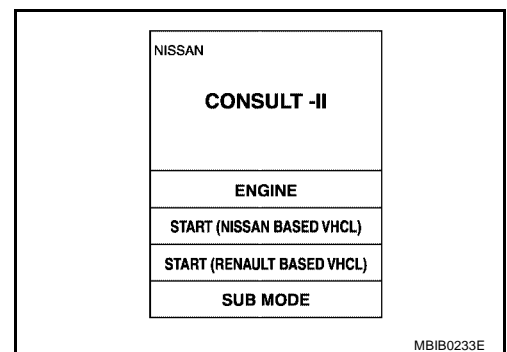 NISSAN
CONSULT -II
ENGINE
START (NISSAN BASED VHCL)
START (RENAULT BASED VHCL)
SUB MODE
MBIB0233E